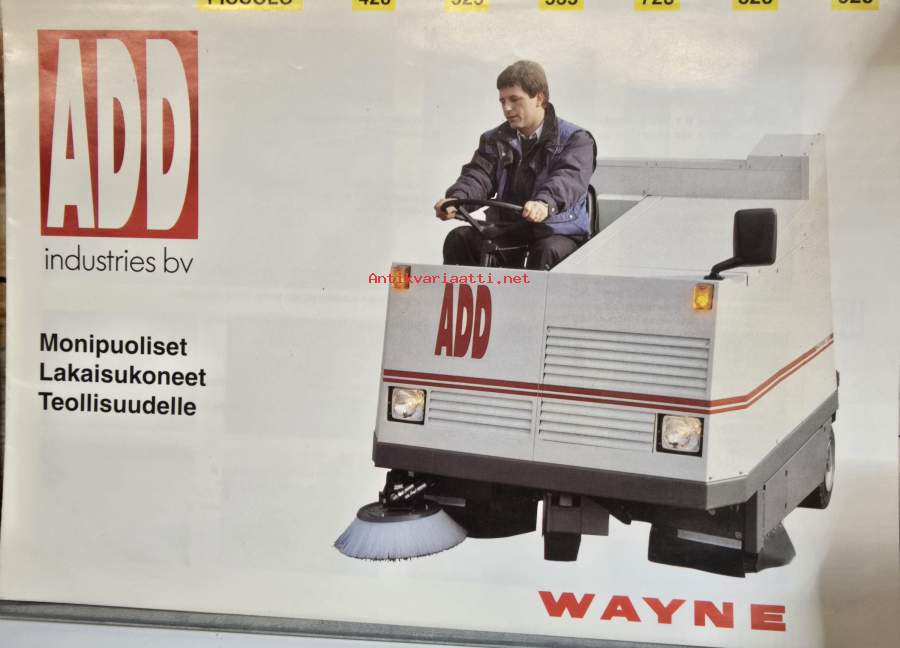 ADD
industries bv
Monipuoliset
Lakaisukoneet
Teollisuudelle
Antikvariaatti.net
ADD
WAYNE